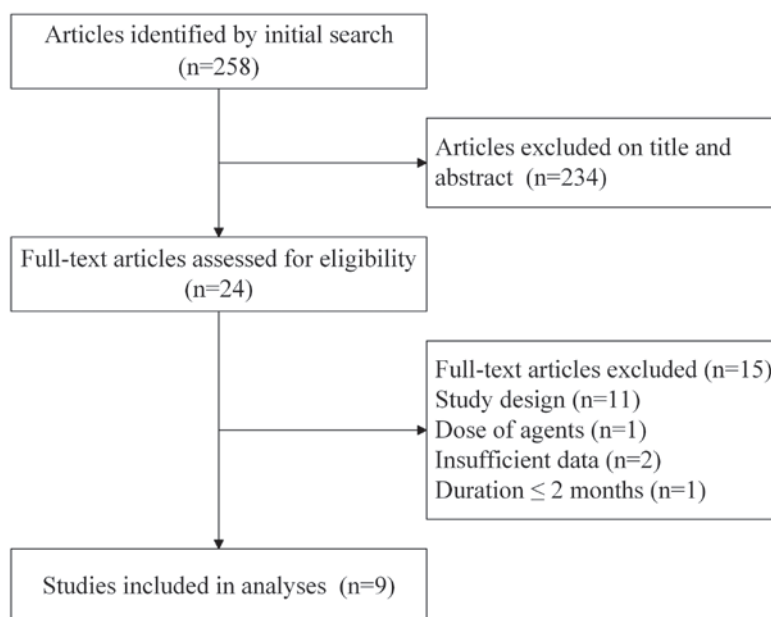 Articles identified by initial search
(n=258)
Articles excluded on title and
abstract (n=234)
Full-text articles assessed for eligibility
(n=24)
Full-text articles excluded (n=15)
Study design (n=11)
Dose of agents (n=1)
Insufficient data (n=2)
Duration ≤ 2 months (n=1)
Studies included in analyses (n=9)